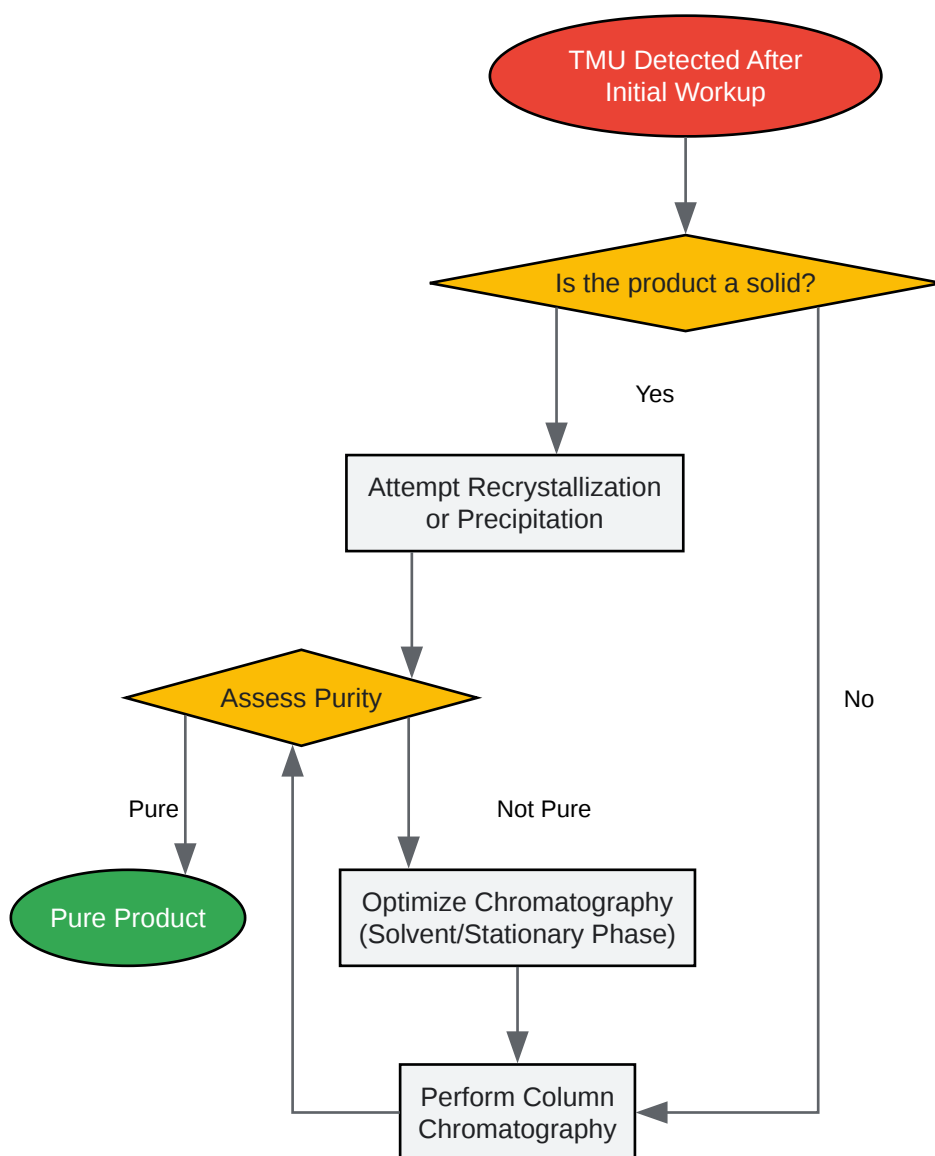 TMU Detected After
Initial Workup
Is the product a solid?
Yes
Attempt Recrystallization
or Precipitation
Assess Purity
No
Pure
Not Pure
Pure Product
Optimize Chromatography
(Solvent/Stationary Phase)
Perform Column
Chromatography